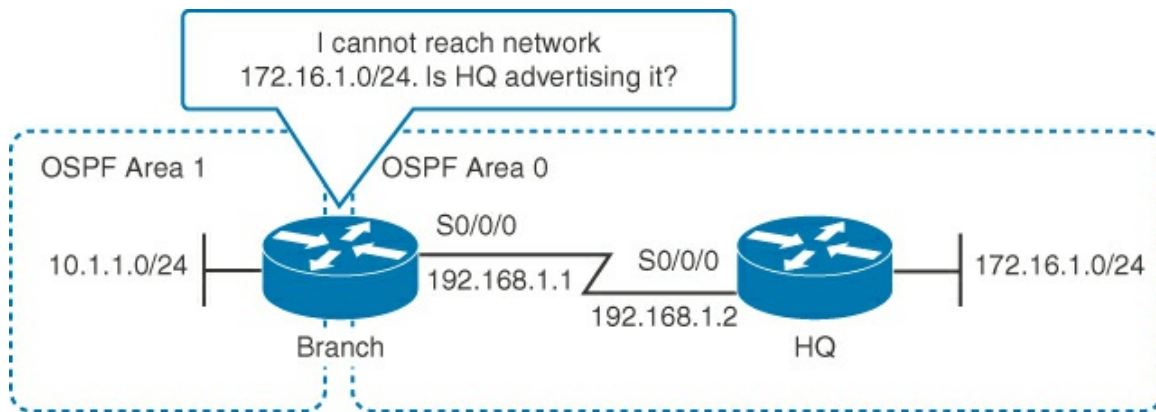 I cannot reach network
172.16.1.0/24. Is HQ advertising it?
OSPF Area 1
OSPF Area 0
S0/0/0
10.1.1.0/24
192.168.1.1
S0/0/0
192.168.1.2
172.16.1.0/24
Branch
HQ